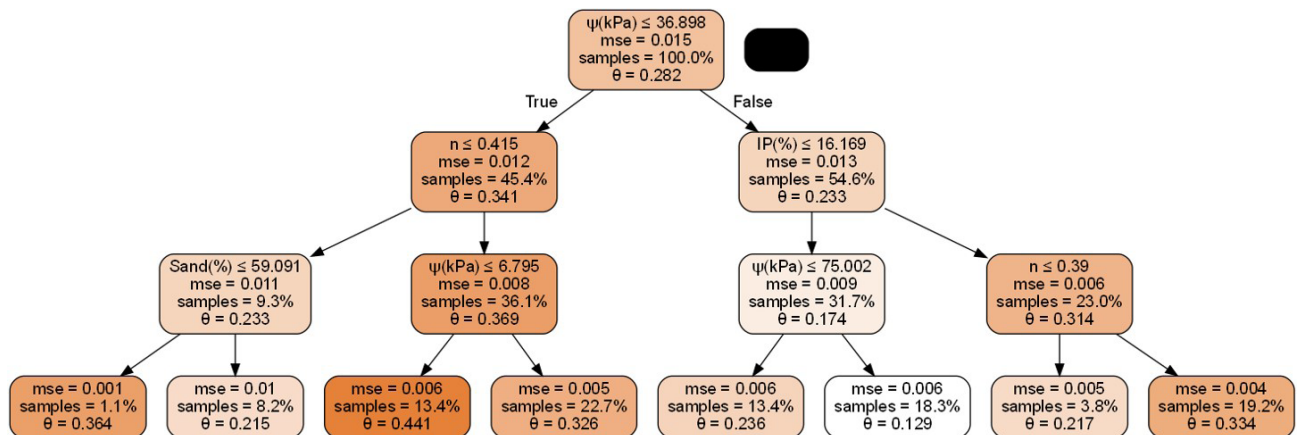 ψ(kPa) ≤ 36.898
mse = 0.015
samples = 100.0%
θ = 0.282
True
False
n ≤ 0.415
mse = 0.012
samples = 45.4%
θ = 0.341
IP(%) ≤ 16.169
mse = 0.013
samples = 54.6%
θ = 0.233
Sand(%) ≤ 59.091
mse = 0.011
samples = 9.3%
θ = 0.233
ψ(kPa) ≤ 6.795
mse = 0.008
samples = 36.1%
θ = 0.369
ψ(kPa) ≤ 75.002
mse = 0.009
samples = 31.7%
θ = 0.174
n ≤ 0.39
mse = 0.006
samples = 23.0%
θ = 0.314
mse = 0.001
samples = 1.1%
θ = 0.364
mse = 0.01
samples = 8.2%
θ = 0.215
mse = 0.006
samples = 13.4%
θ = 0.441
mse = 0.005
samples = 22.7%
θ = 0.326
mse = 0.006
samples = 13.4%
θ = 0.236
mse = 0.006
samples = 18.3%
θ = 0.129
mse = 0.005
samples = 3.8%
θ = 0.217
mse = 0.004
samples = 19.2%
θ = 0.334